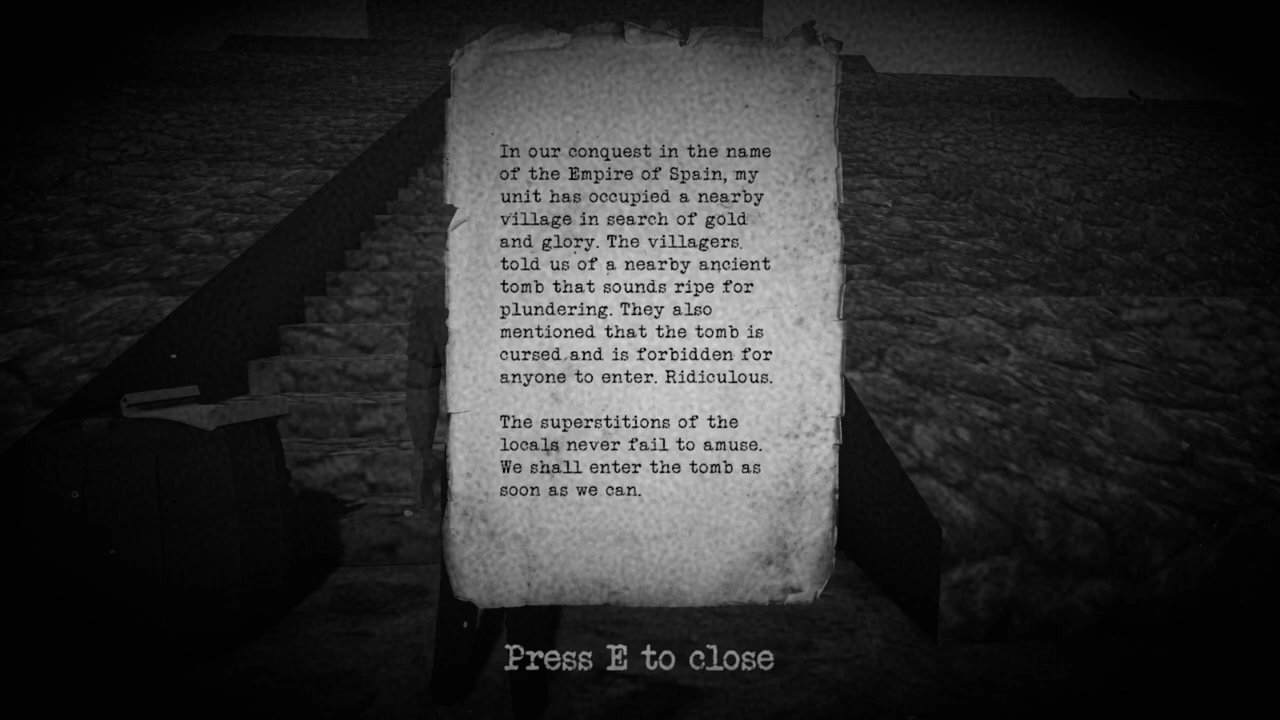 In our conquest in the name
of the Empire of Spain, my
unit has occupied a nearby
village in search of gold
and glory. The villagers
told us of a nearby ancient
tomb that sounds ripe for
plundering. They also
mentioned that the tomb is
cursed and is forbidden for
anyone to enter. Ridiculous.
The superstitions of the
locals never fail to amuse.
We shall enter the tomb as
soon as we can.
Press E to close